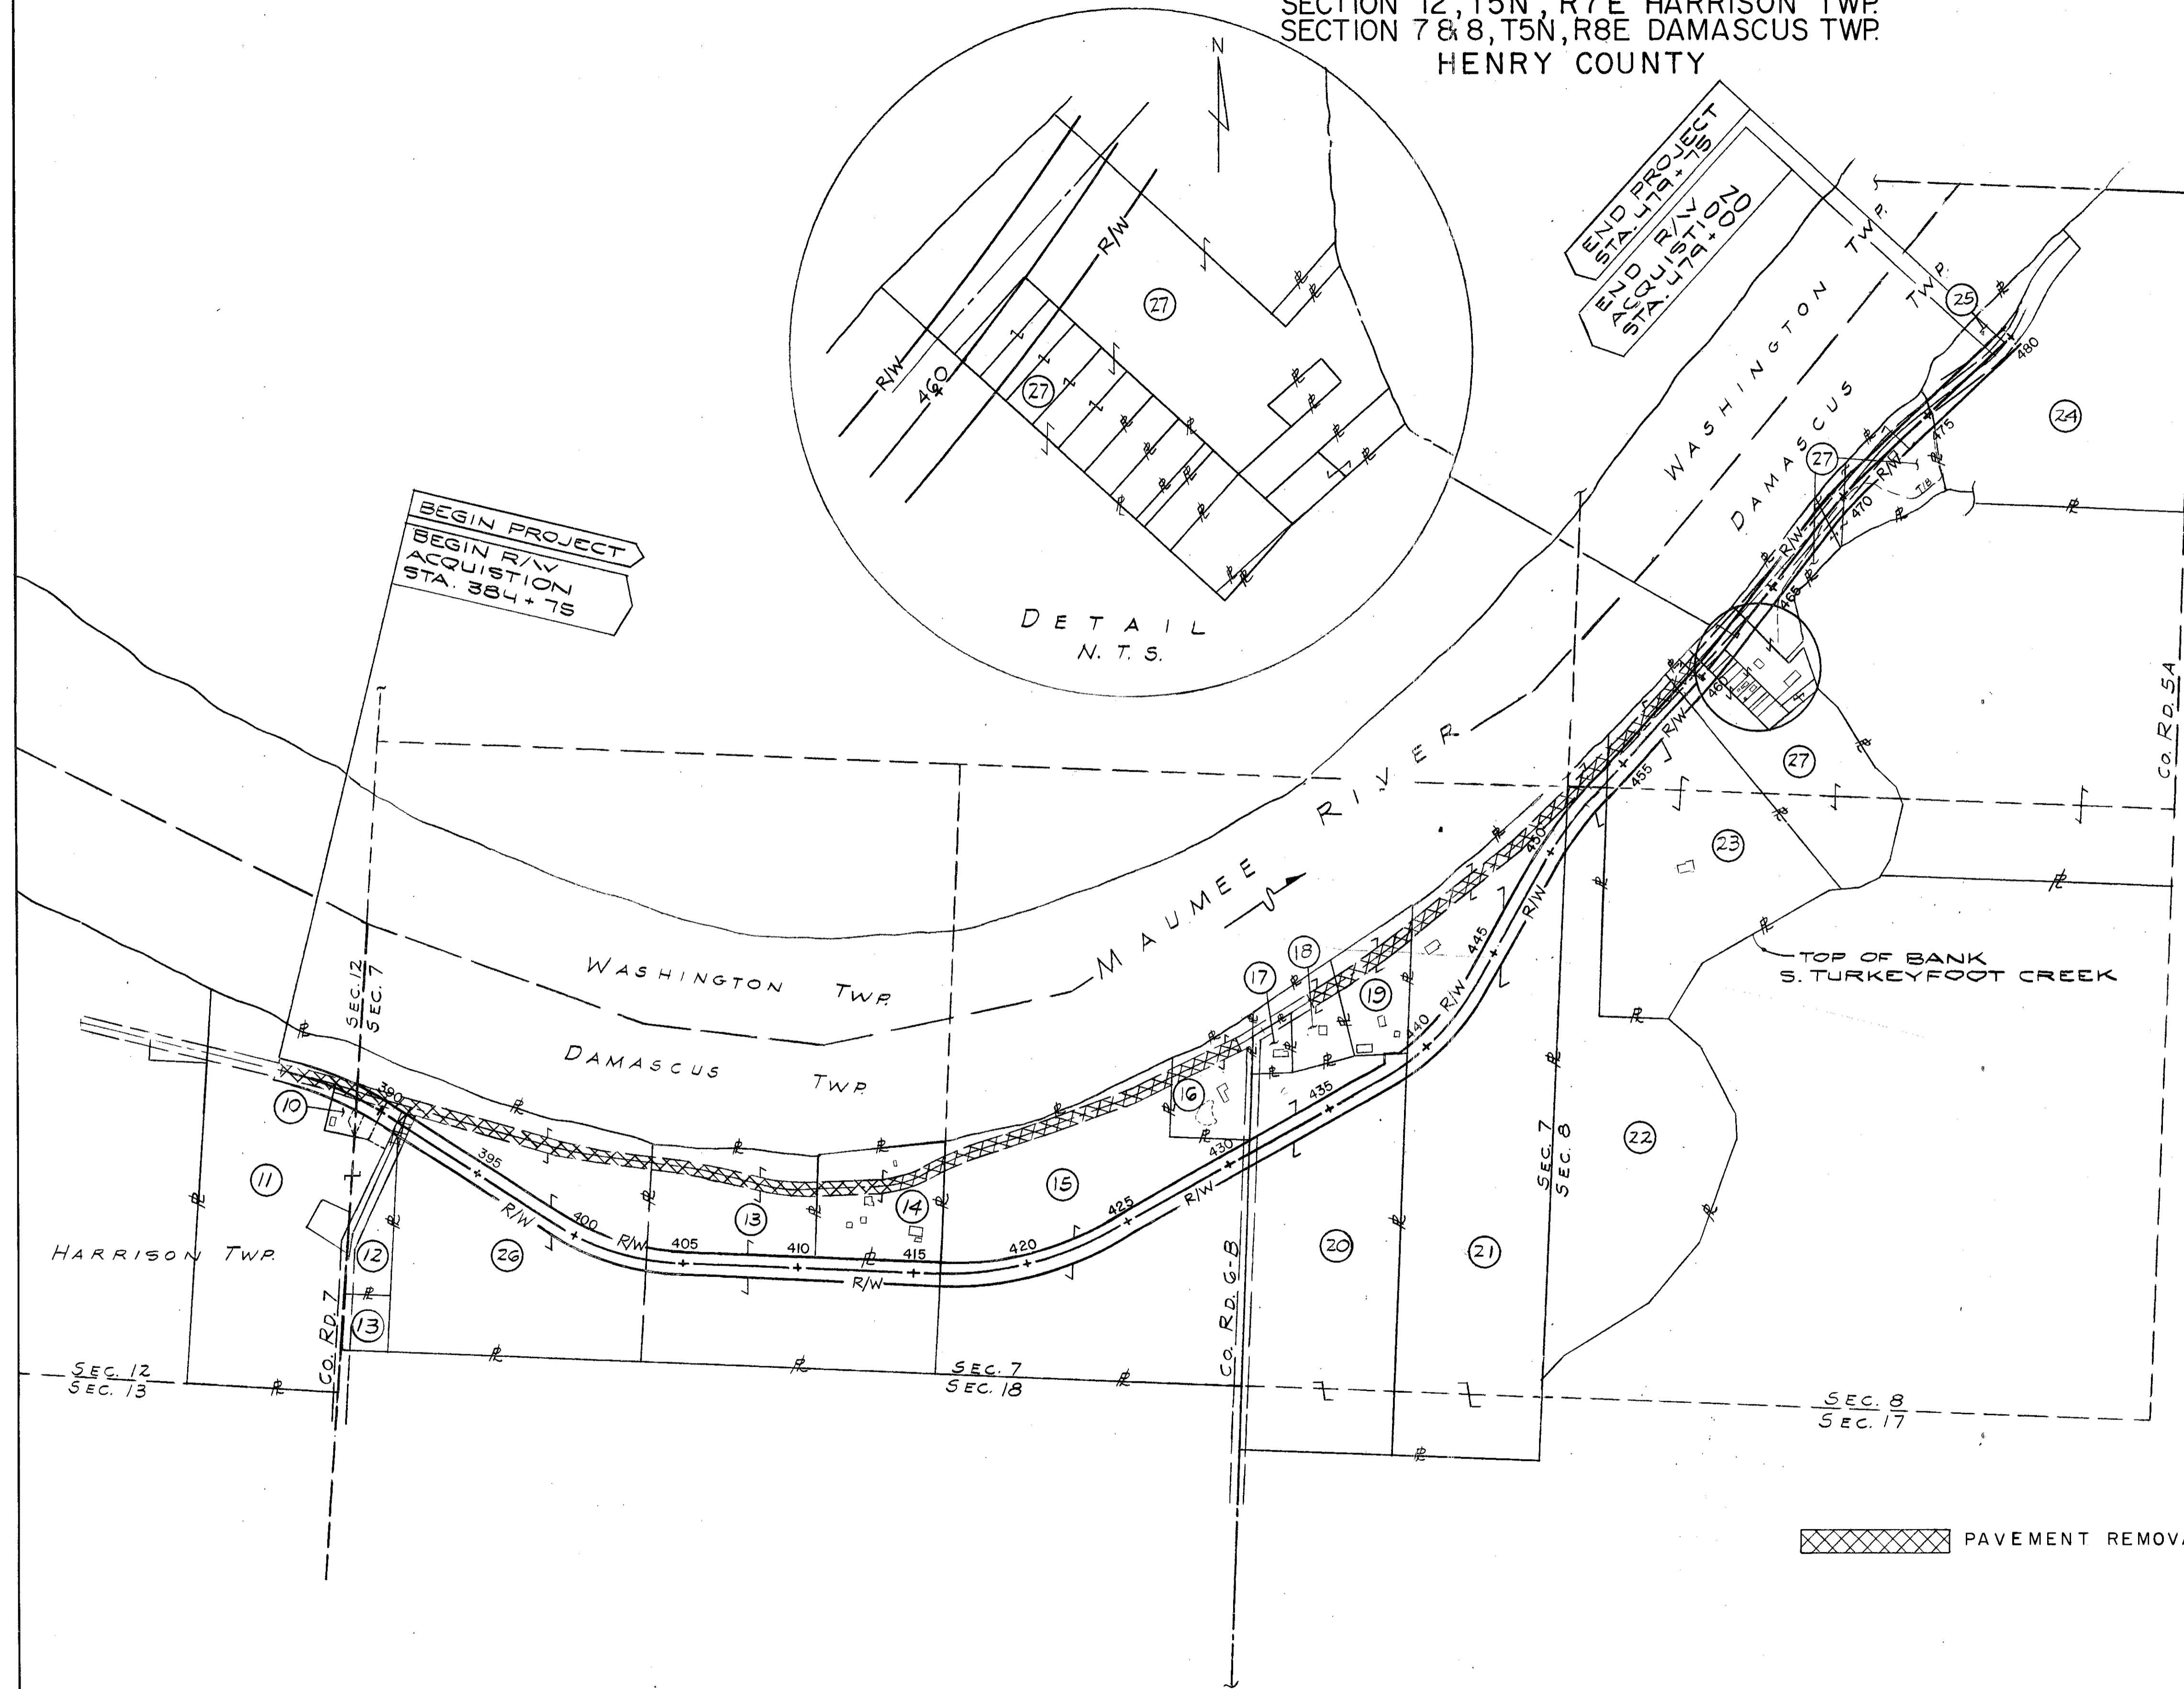 SECTION 12, T5N, R7E HARRISON TWP.
SECTION 7 & 8, T5N, R8E DAMASCUS TWP.
HENRY COUNTY
N
END PROJECT
STA. 479+75
END R/W
ACQUISTION
STA. 479+00
TWP.
TWP.
WASHINGTON
DAMASCUS
R/W
R/W
460
27
27
DETAIL
N.T.S.
BEGIN PROJECT
BEGIN R/W
ACQUISTION
STA. 384+75
25
480
24
475
27
R/W
T/B
470
R/W
465
460
R/W
455
27
23
CO. RD. 5A
MAUMEE RIVER
WASHINGTON TWP.
DAMASCUS TWP.
SEC. 12
SEC. 7
TOP OF BANK
S. TURKEYFOOT CREEK
450
R/W
445
R/W
440
18
17
19
16
435
430
10
390
11
395
R/W
400
R/W
405
410
415
420
425
R/W
R/W
13
14
15
12
26
13
20
21
22
SEC. 7
SEC. 8
HARRISON TWP.
CO. RD. 7
CO. RD. 6-B
SEC. 12
SEC. 13
SEC. 7
SEC. 18
SEC. 8
SEC. 17
PAVEMENT REMOVA